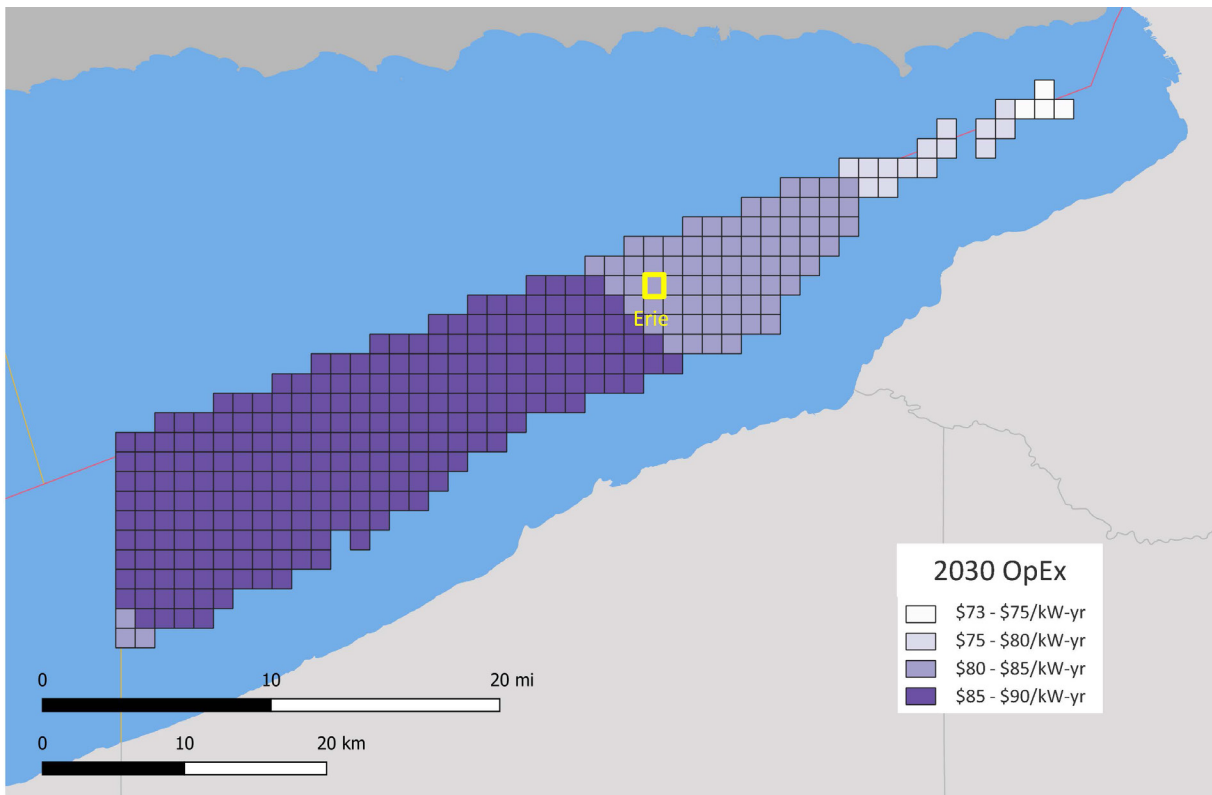 Erie
2030 OpEx
$73 - $75/kW-yr
$75 - $80/kW-yr
$80 - $85/kW-yr
$85 - $90/kW-yr
0 10 20 mi
0 10 20 km